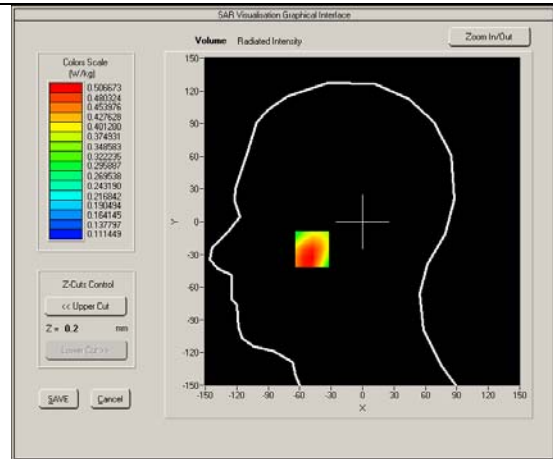 SAR Visualisation Graphical Interface
Volume Radiated Intensity
Zoom In/Out
Colors Scale
(W/kg)
0.506673
0.480324
0.453976
0.427628
0.401280
0.374931
0.348583
0.322235
0.295887
0.269538
0.243190
0.216842
0.190494
0.164145
0.137797
0.111449
Z-Cuts Control
<< Upper Cut
Z = 0.2 mm
Lower Cut >>
SAVE Cancel
150
120
90
60
30
0
-30
-60
-90
-120
-150
Y
-150 -120 -90 -60 -30 0 30 60 90 120 150
X